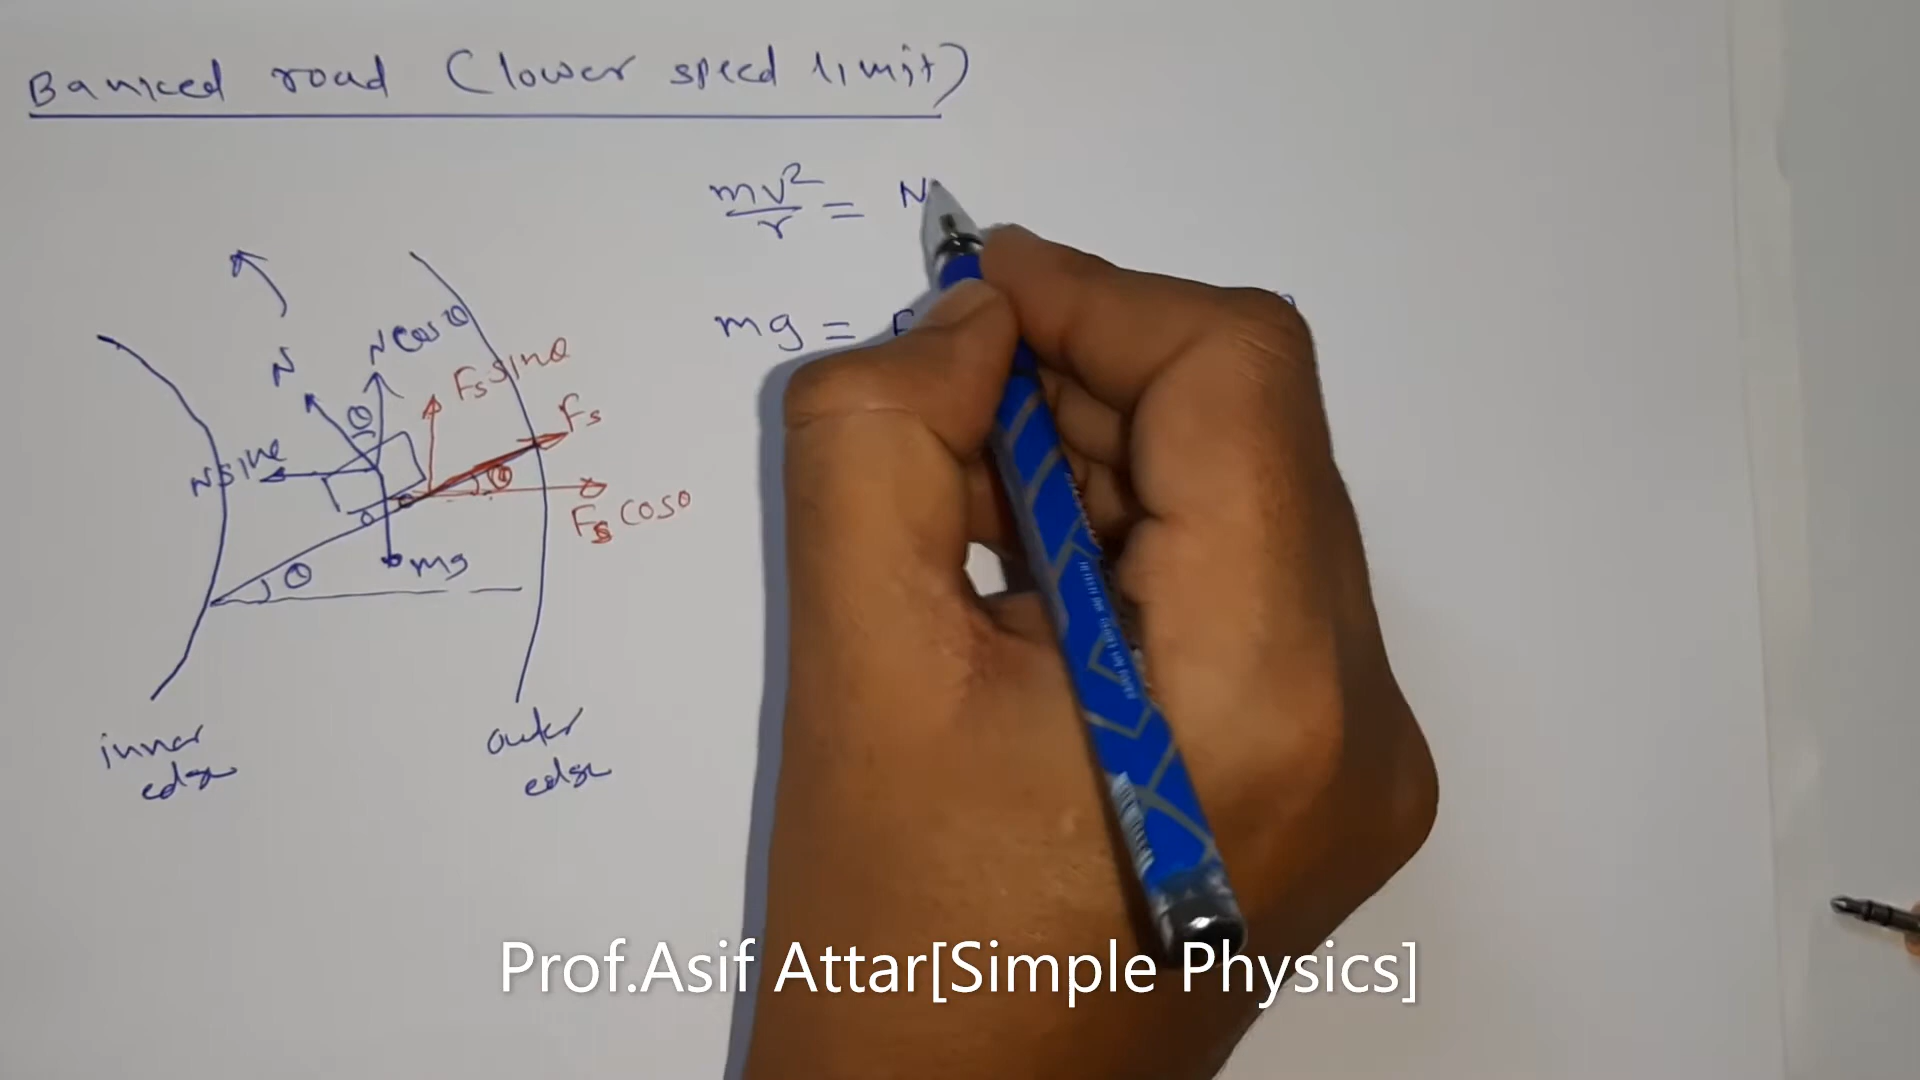 Banked road (lower speed limit)
mv²/r = N
mg = F
N
N cosθ
θ
Fs sinθ
Fs
N sinθ
θ
Fs cosθ
mg
θ
inner
edge
outer
edge
Prof.Asif Attar[Simple Physics]